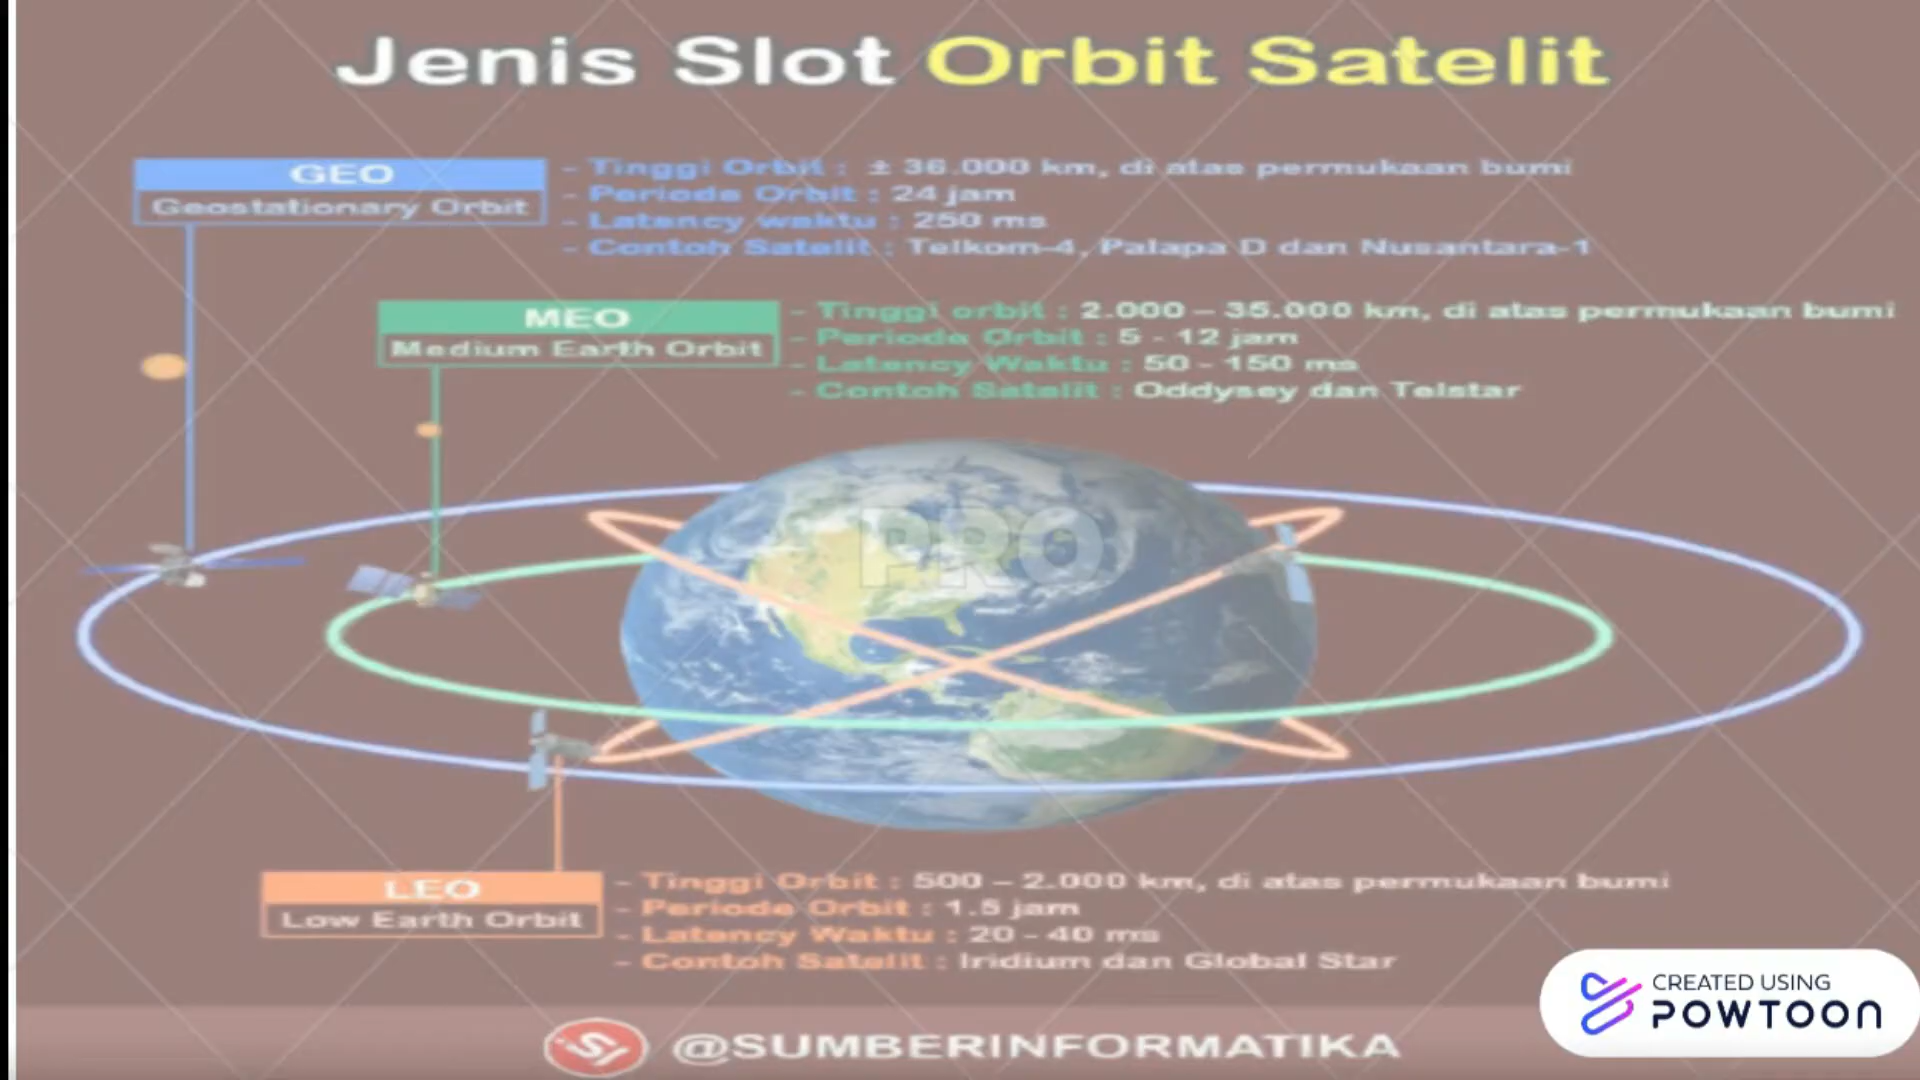 Jenis Slot Orbit Satelit
GEO
Geostationary Orbit
- Tinggi Orbit : ± 36.000 km, di atas permukaan bumi
- Periode Orbit : 24 jam
- Latency waktu : 250 ms
- Contoh Satelit : Telkom-4, Palapa D dan Nusantara-1
MEO
Medium Earth Orbit
- Tinggi orbit : 2.000 – 35.000 km, di atas permukaan bumi
- Periode Orbit : 5 - 12 jam
- Latency Waktu : 50 - 150 ms
- Contoh Satelit : Oddysey dan Telstar
PRO
LEO
Low Earth Orbit
- Tinggi Orbit : 500 – 2.000 km, di atas permukaan bumi
- Periode Orbit : 1.5 jam
- Latency Waktu : 20 - 40 ms
- Contoh Satelit : Iridium dan Global Star
CREATED USING
POWTOON
@SUMBERINFORMATIKA